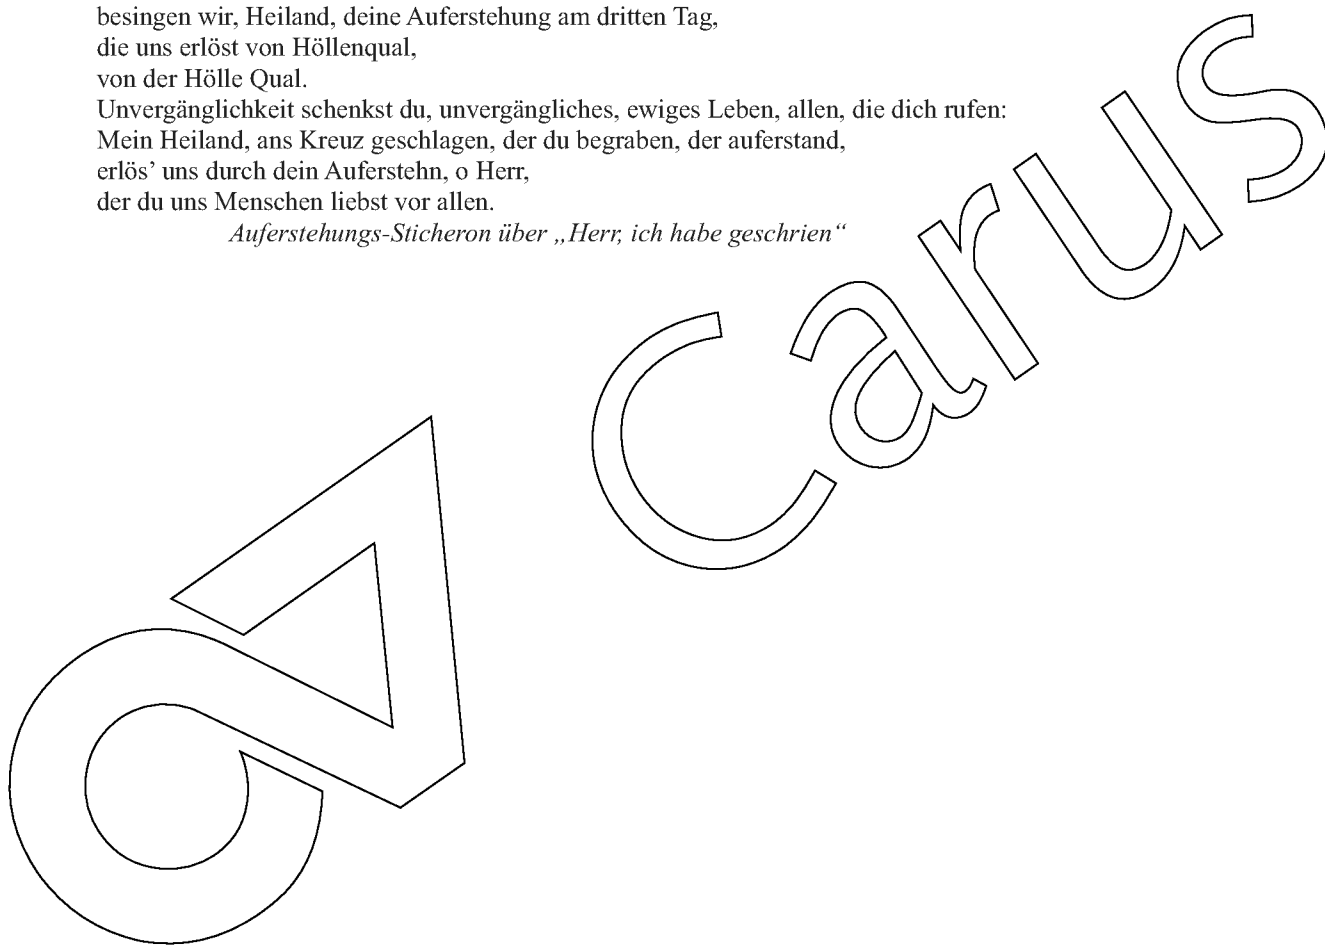 besingen wir, Heiland, deine Auferstehung am dritten Tag,
die uns erlöst von Höllenqual,
von der Hölle Qual.
Unvergänglichkeit schenkst du, unvergängliches, ewiges Leben, allen, die dich rufen:
Mein Heiland, ans Kreuz geschlagen, der du begraben, der auferstand,
erlös’ uns durch dein Auferstehn, o Herr,
der du uns Menschen liebst vor allen.
Auferstehungs-Sticheron über „Herr, ich habe geschrien“
Carus